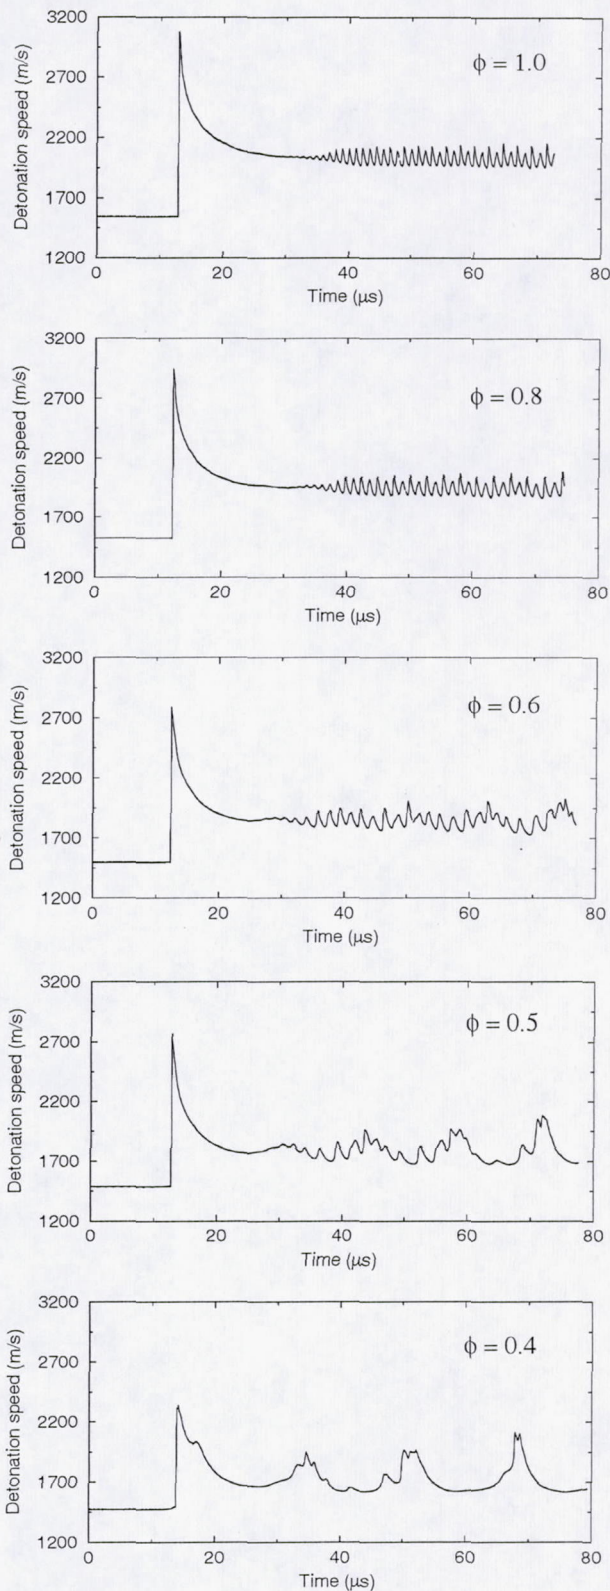 3200
2700
2200
1700
1200
Detonation speed (m/s)
ϕ = 1.0
0 20 40 60 80
Time (μs)
3200
2700
2200
1700
1200
Detonation speed (m/s)
ϕ = 0.8
0 20 40 60 80
Time (μs)
3200
2700
2200
1700
1200
Detonation speed (m/s)
ϕ = 0.6
0 20 40 60 80
Time (μs)
3200
2700
2200
1700
1200
Detonation speed (m/s)
ϕ = 0.5
0 20 40 60 80
Time (μs)
3200
2700
2200
1700
1200
Detonation speed (m/s)
ϕ = 0.4
0 20 40 60 80
Time (μs)